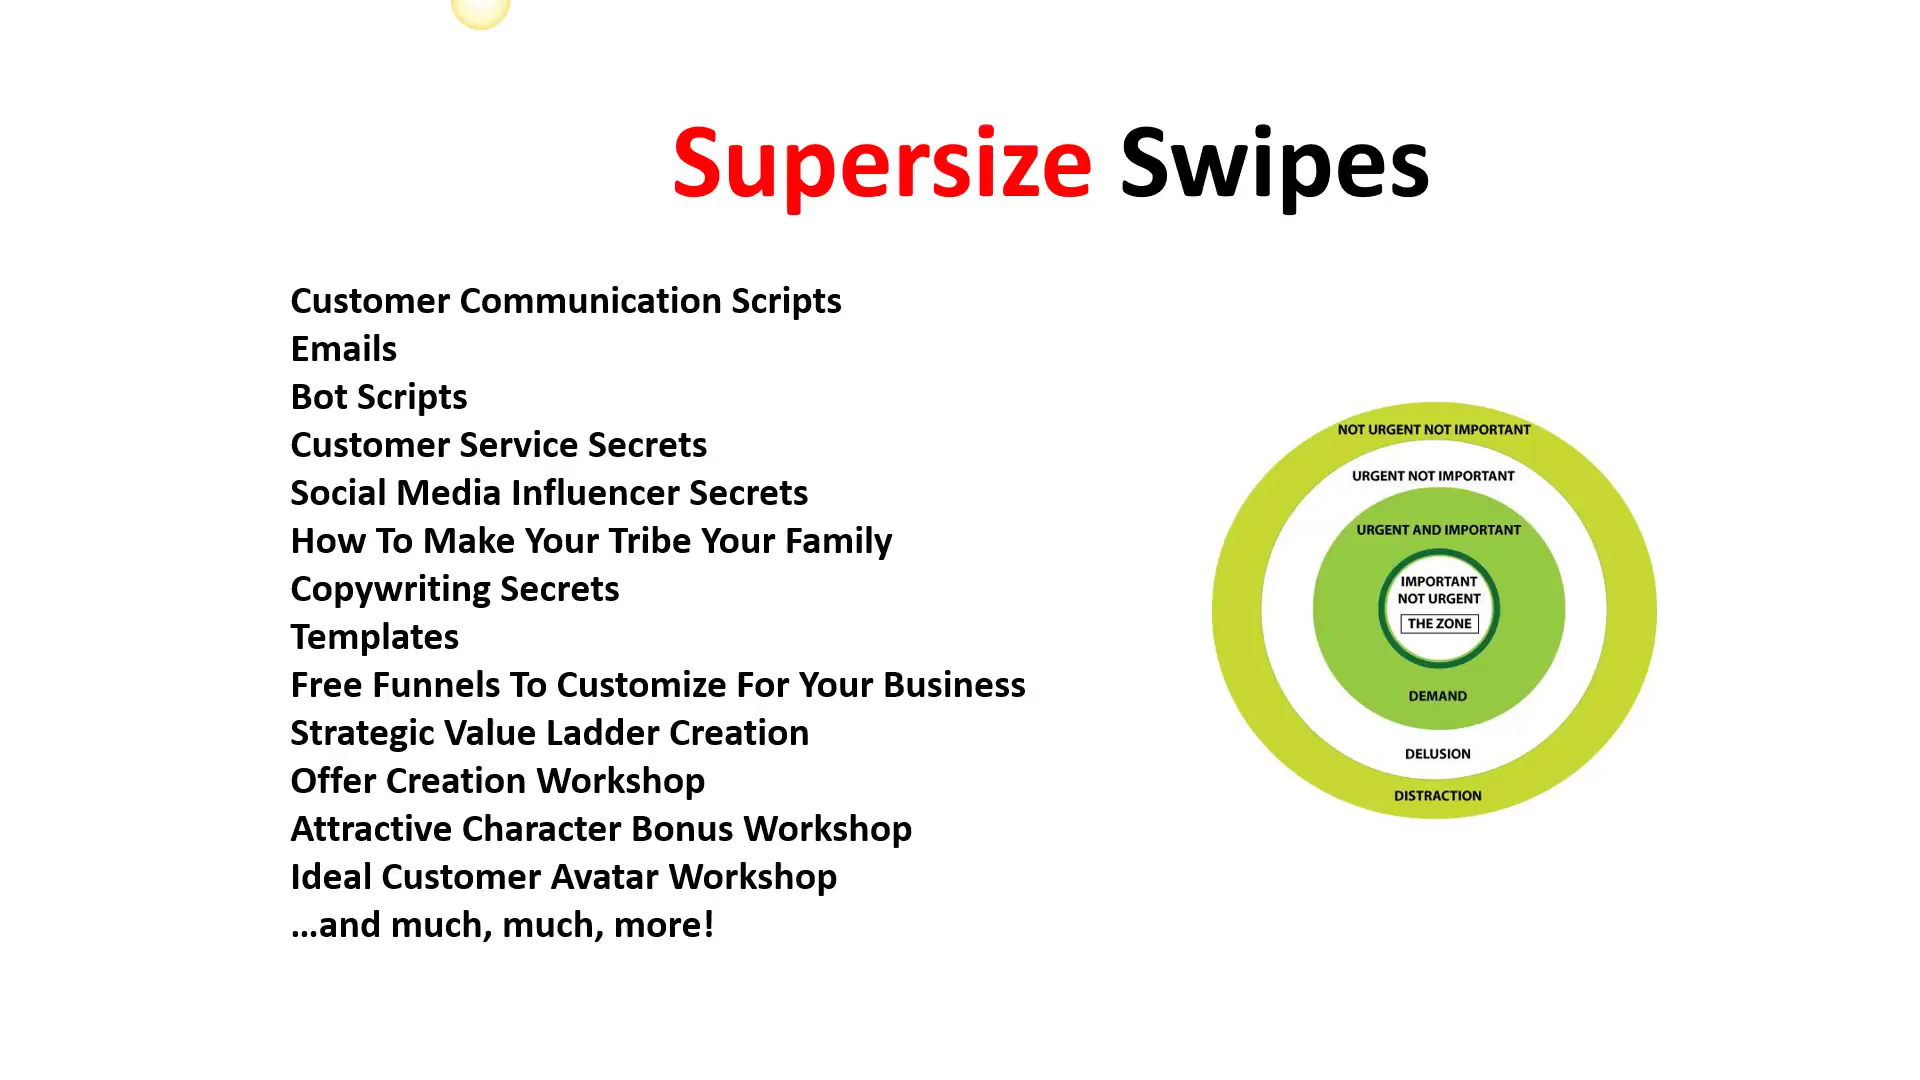 Supersize Swipes
Customer Communication Scripts
Emails
Bot Scripts
Customer Service Secrets
Social Media Influencer Secrets
How To Make Your Tribe Your Family
Copywriting Secrets
Templates
Free Funnels To Customize For Your Business
Strategic Value Ladder Creation
Offer Creation Workshop
Attractive Character Bonus Workshop
Ideal Customer Avatar Workshop
...and much, much, more!
NOT URGENT NOT IMPORTANT
URGENT NOT IMPORTANT
URGENT AND IMPORTANT
IMPORTANT
NOT URGENT
THE ZONE
DEMAND
DELUSION
DISTRACTION